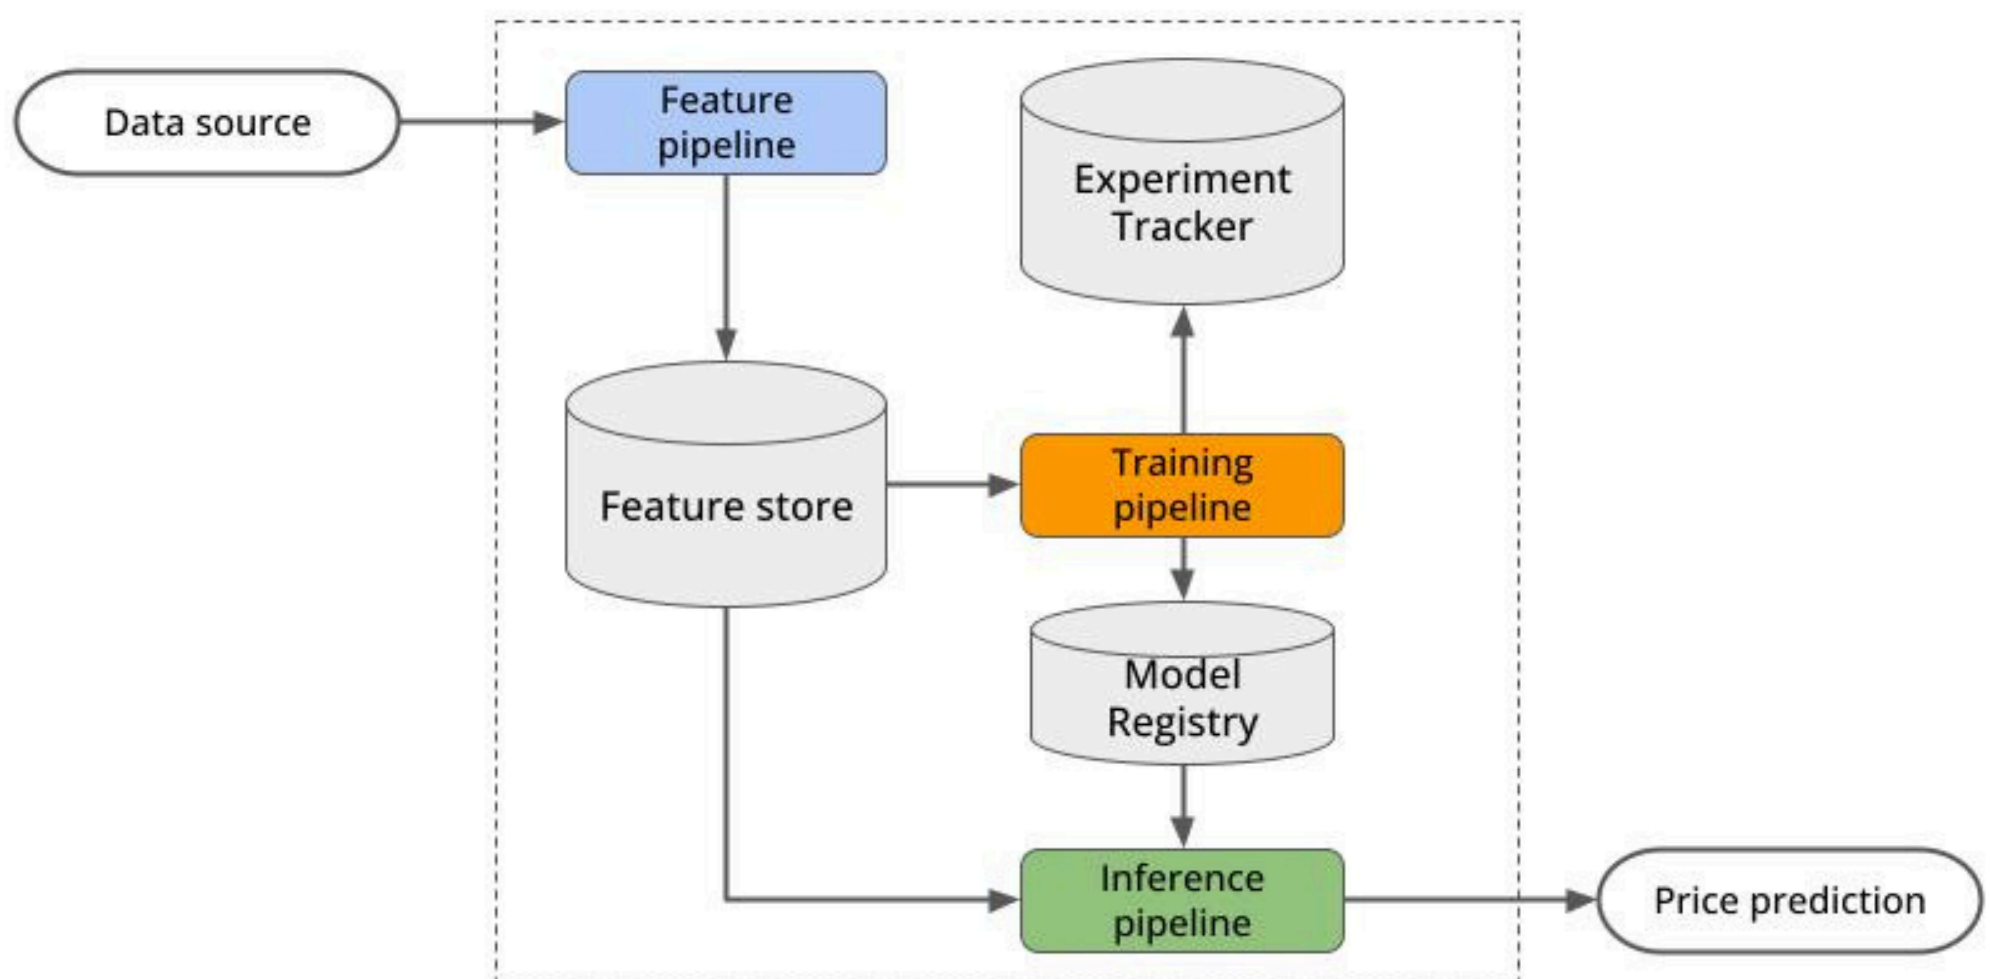 Data source
Feature
pipeline
Experiment
Tracker
Feature store
Training
pipeline
Model
Registry
Inference
pipeline
Price prediction